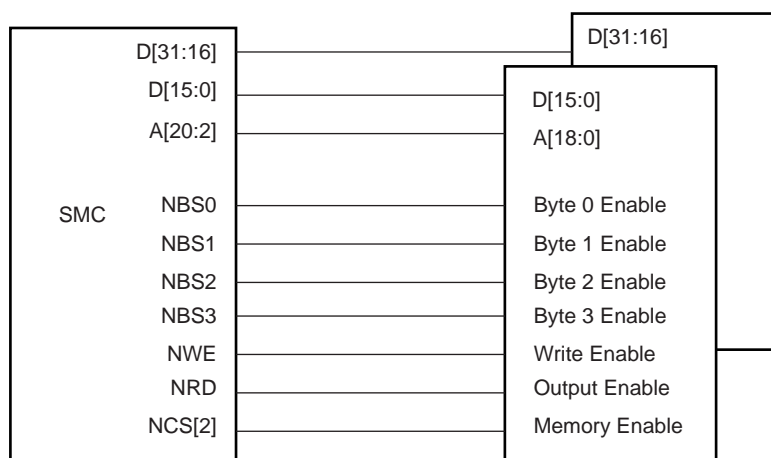 D[31:16] D[31:16]
D[15:0] D[15:0]
A[20:2] A[18:0]
SMC NBS0 Byte 0 Enable
NBS1 Byte 1 Enable
NBS2 Byte 2 Enable
NBS3 Byte 3 Enable
NWE Write Enable
NRD Output Enable
NCS[2] Memory Enable